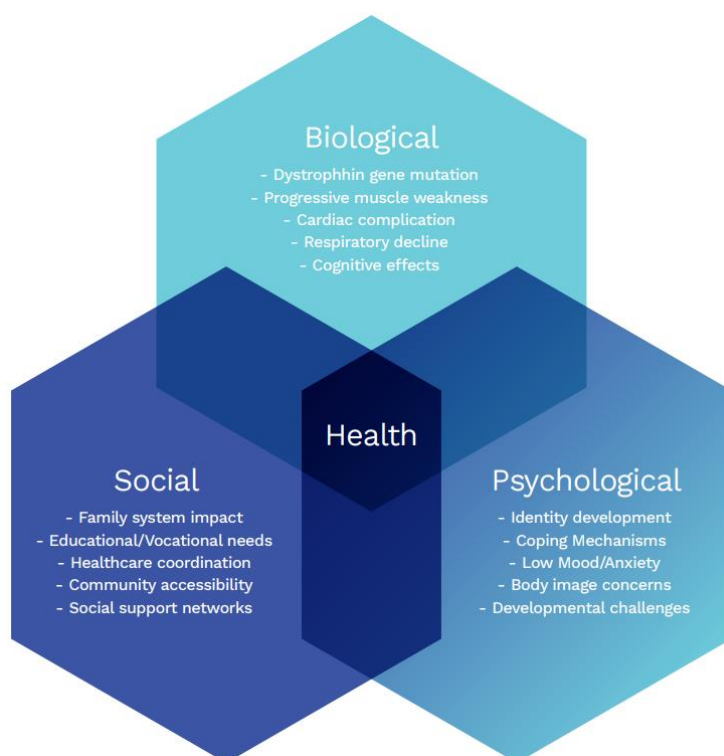 Biological
- Dystrophhin gene mutation
- Progressive muscle weakness
- Cardiac complication
- Respiratory decline
- Cognitive effects
Health
Social
- Family system impact
- Educational/Vocational needs
- Healthcare coordination
- Community accessibility
- Social support networks
Psychological
- Identity development
- Coping Mechanisms
- Low Mood/Anxiety
- Body image concerns
- Developmental challenges